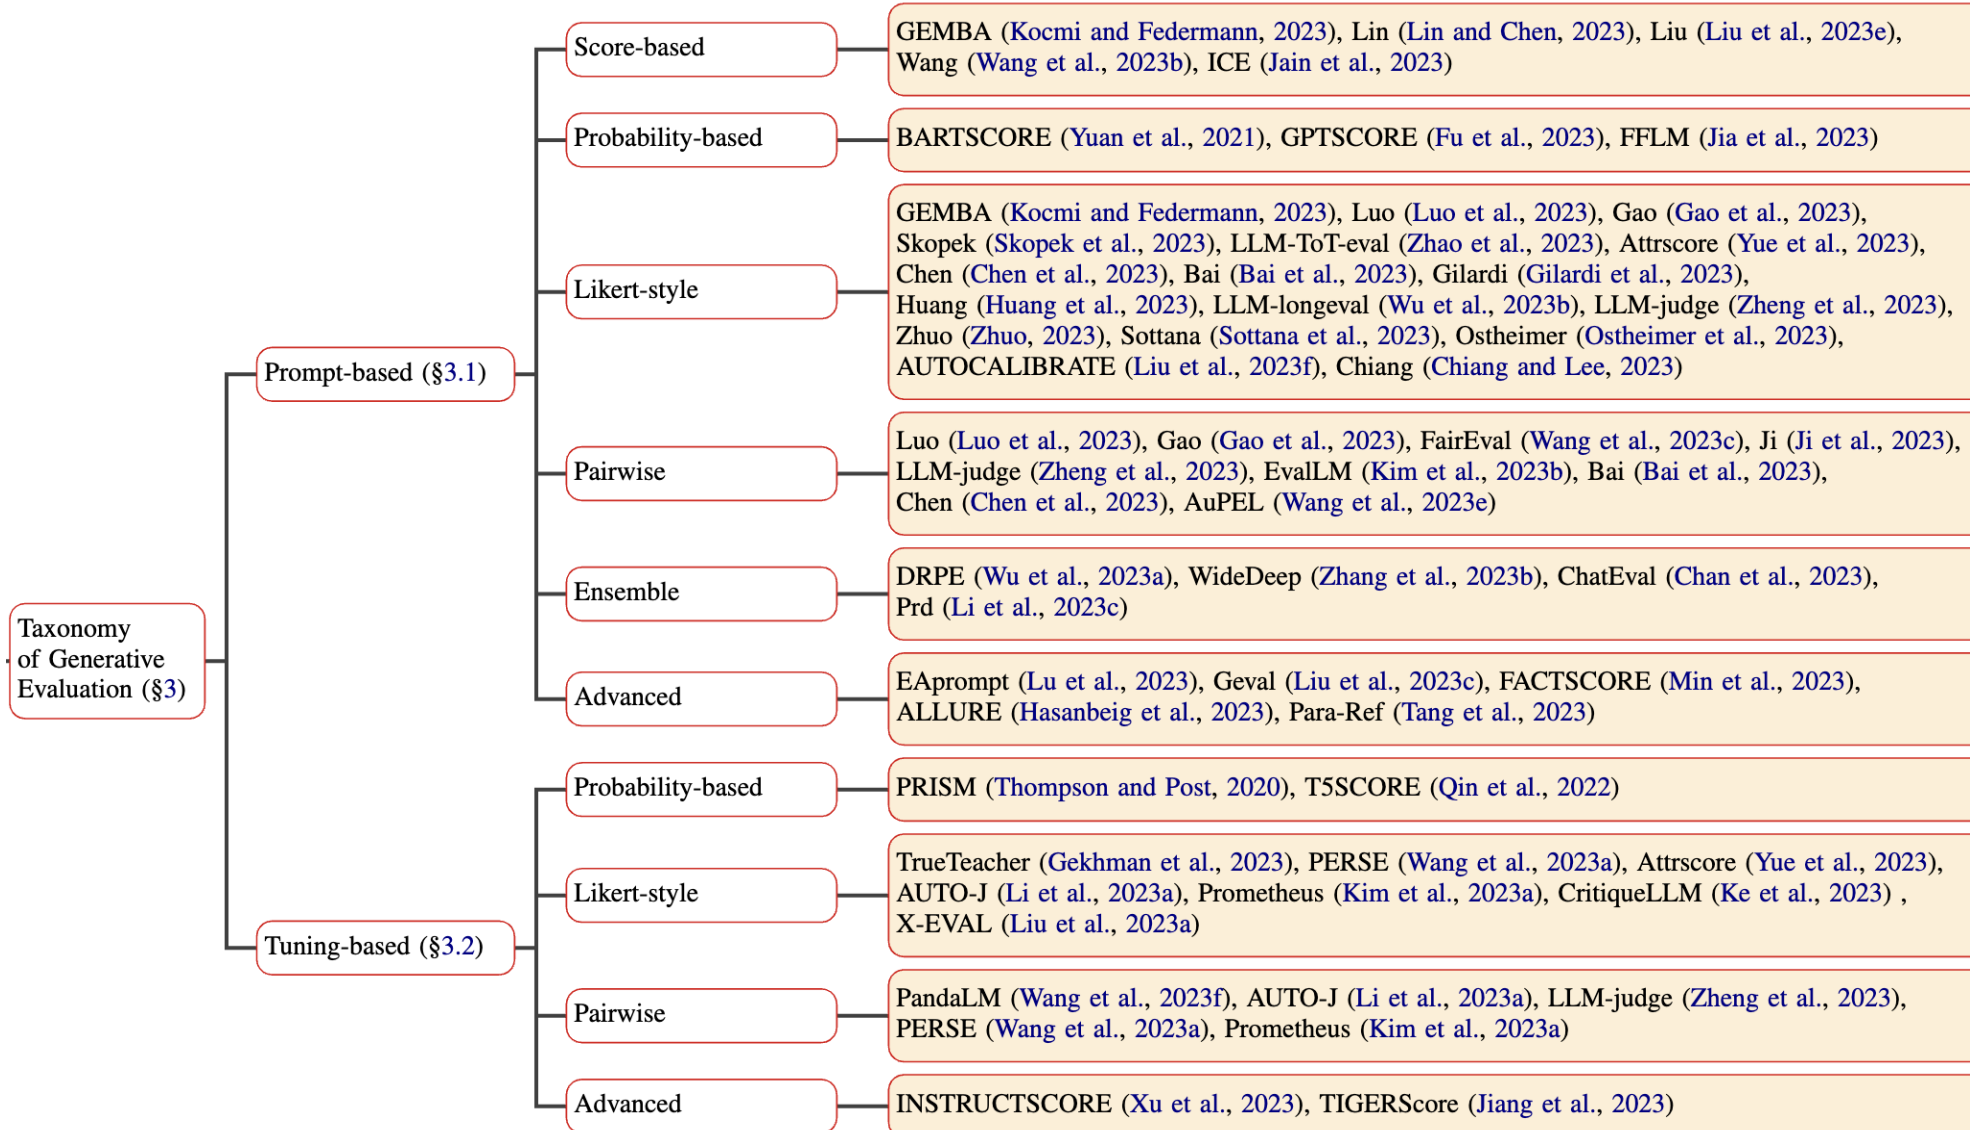 Taxonomy
of Generative
Evaluation (§3)
Prompt-based (§3.1)
Score-based
GEMBA (Kocmi and Federmann, 2023), Lin (Lin and Chen, 2023), Liu (Liu et al., 2023e),
Wang (Wang et al., 2023b), ICE (Jain et al., 2023)
Probability-based
BARTSCORE (Yuan et al., 2021), GPTSCORE (Fu et al., 2023), FFLM (Jia et al., 2023)
Likert-style
GEMBA (Kocmi and Federmann, 2023), Luo (Luo et al., 2023), Gao (Gao et al., 2023),
Skopek (Skopek et al., 2023), LLM-ToT-eval (Zhao et al., 2023), Attrscore (Yue et al., 2023),
Chen (Chen et al., 2023), Bai (Bai et al., 2023), Gilardi (Gilardi et al., 2023),
Huang (Huang et al., 2023), LLM-longeval (Wu et al., 2023b), LLM-judge (Zheng et al., 2023),
Zhuo (Zhuo, 2023), Sottana (Sottana et al., 2023), Ostheimer (Ostheimer et al., 2023),
AUTOCALIBRATE (Liu et al., 2023f), Chiang (Chiang and Lee, 2023)
Pairwise
Luo (Luo et al., 2023), Gao (Gao et al., 2023), FairEval (Wang et al., 2023c), Ji (Ji et al., 2023),
LLM-judge (Zheng et al., 2023), EvalLM (Kim et al., 2023b), Bai (Bai et al., 2023),
Chen (Chen et al., 2023), AuPEL (Wang et al., 2023e)
Ensemble
DRPE (Wu et al., 2023a), WideDeep (Zhang et al., 2023b), ChatEval (Chan et al., 2023),
Prd (Li et al., 2023c)
Advanced
EAprompt (Lu et al., 2023), Geval (Liu et al., 2023c), FACTSCORE (Min et al., 2023),
ALLURE (Hasanbeig et al., 2023), Para-Ref (Tang et al., 2023)
Tuning-based (§3.2)
Probability-based
PRISM (Thompson and Post, 2020), T5SCORE (Qin et al., 2022)
Likert-style
TrueTeacher (Gekhman et al., 2023), PERSE (Wang et al., 2023a), Attrscore (Yue et al., 2023),
AUTO-J (Li et al., 2023a), Prometheus (Kim et al., 2023a), CritiqueLLM (Ke et al., 2023) ,
X-EVAL (Liu et al., 2023a)
Pairwise
PandaLM (Wang et al., 2023f), AUTO-J (Li et al., 2023a), LLM-judge (Zheng et al., 2023),
PERSE (Wang et al., 2023a), Prometheus (Kim et al., 2023a)
Advanced
INSTRUCTSCORE (Xu et al., 2023), TIGERScore (Jiang et al., 2023)